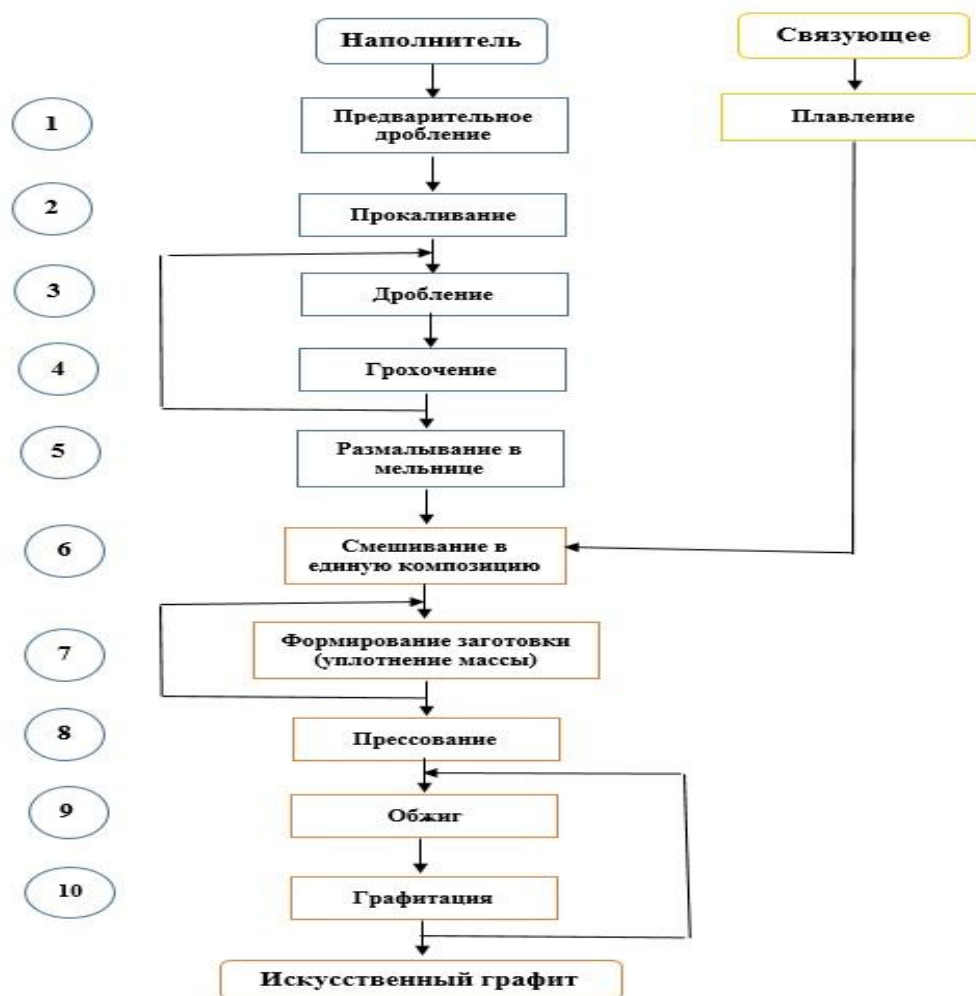 Наполнитель
Связующее
1
Предварительное
дробление
Плавление
2
Прокаливание
3
Дробление
4
Грохочение
5
Размалывание в
мельнице
6
Смешивание в
единую композицию
7
Формирование заготовки
(уплотнение массы)
8
Прессование
9
Обжиг
10
Графитация
Искусственный графит